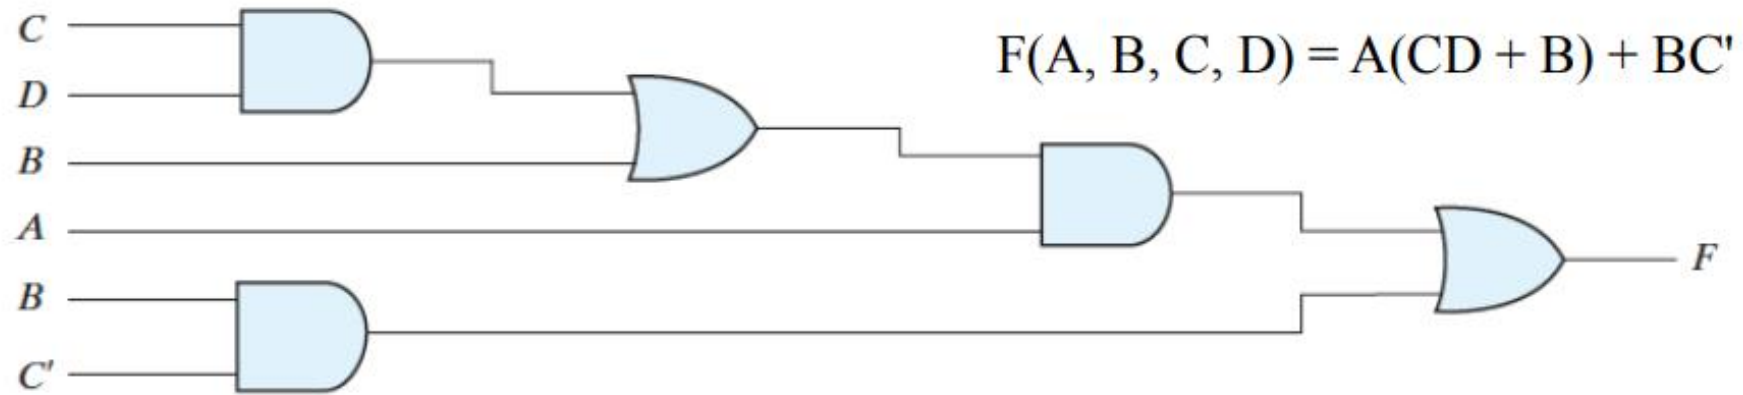 C
F(A, B, C, D) = A(CD + B) + BC'
D
B
A
F
B
C'